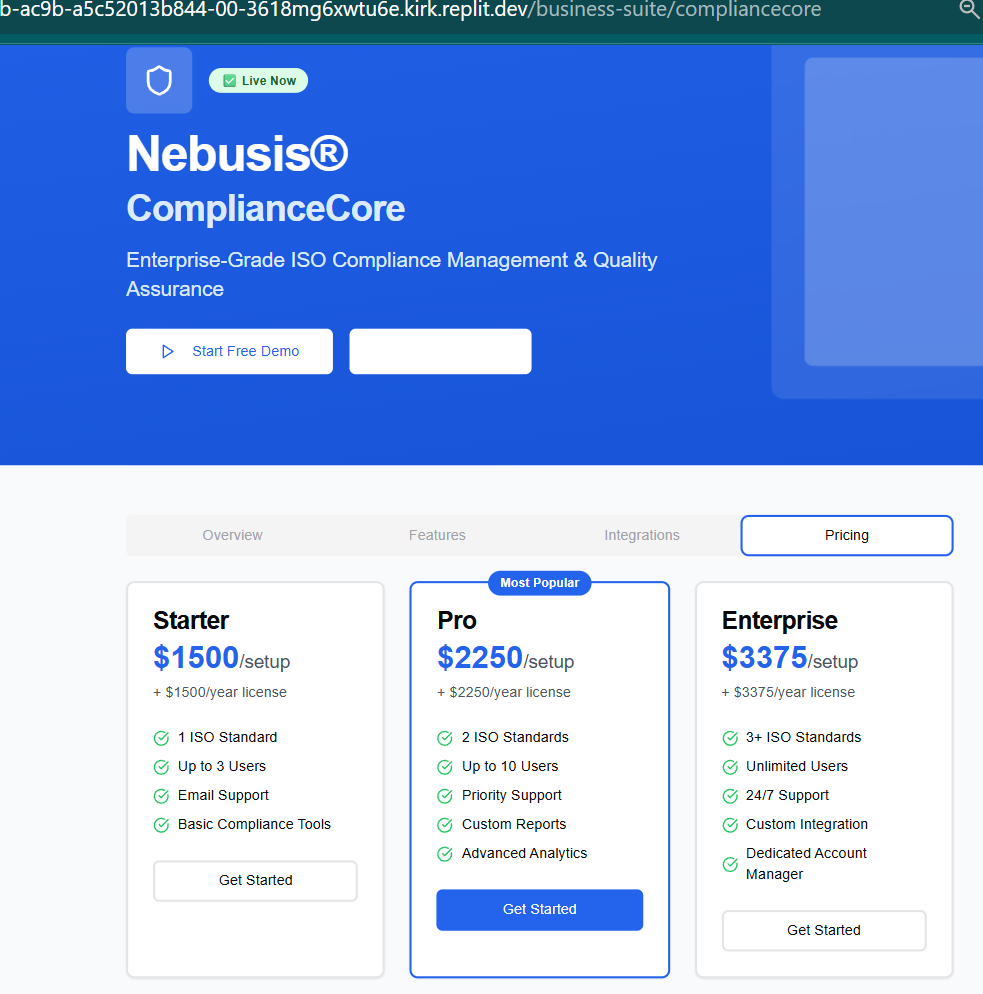 b-ac9b-a5c52013b844-00-3618mg6xwtu6e.kirk.replit.dev/business-suite/compliancecore
Live Now
Nebusis®
ComplianceCore
Enterprise-Grade ISO Compliance Management & Quality
Assurance
Start Free Demo
Overview
Features
Integrations
Pricing
Starter
$1500/setup
+ $1500/year license
1 ISO Standard
Up to 3 Users
Email Support
Basic Compliance Tools
Get Started
Most Popular
Pro
$2250/setup
+ $2250/year license
2 ISO Standards
Up to 10 Users
Priority Support
Custom Reports
Advanced Analytics
Get Started
Enterprise
$3375/setup
+ $3375/year license
3+ ISO Standards
Unlimited Users
24/7 Support
Custom Integration
Dedicated Account
Manager
Get Started